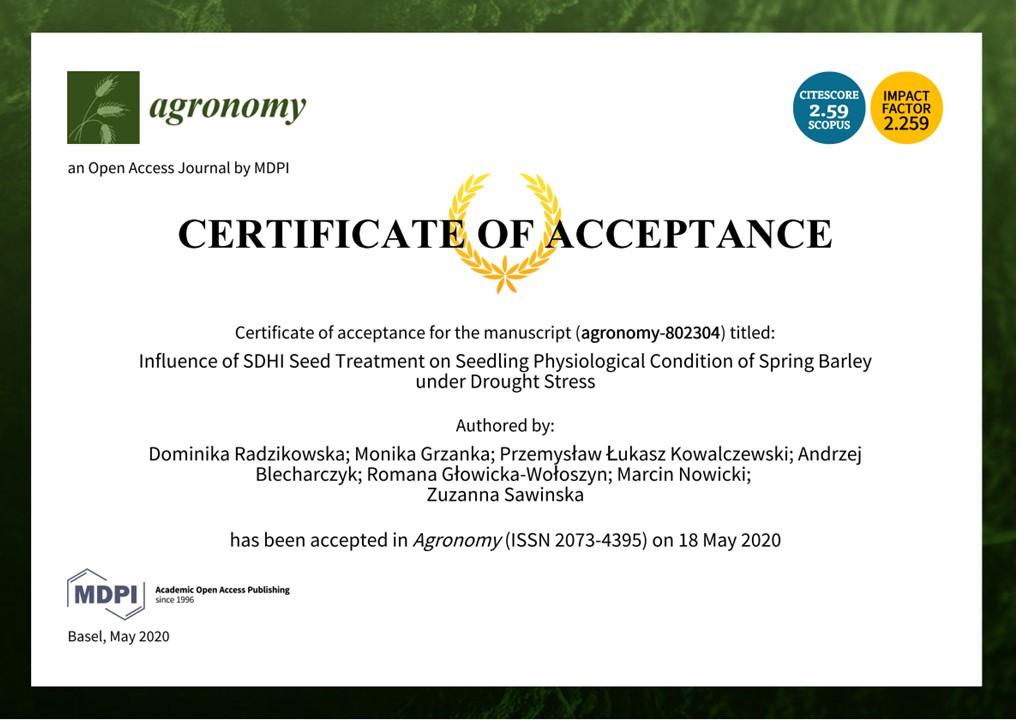 agronomy
CITESCORE
2.59
SCOPUS
IMPACT
FACTOR
2.259
an Open Access Journal by MDPI
CERTIFICATE OF ACCEPTANCE
Certificate of acceptance for the manuscript (agronomy-802304) titled:
Influence of SDHI Seed Treatment on Seedling Physiological Condition of Spring Barley
under Drought Stress
Authored by:
Dominika Radzikowska; Monika Grzanka; Przemysław Łukasz Kowalczewski; Andrzej
Blecharczyk; Romana Głowicka-Wołoszyn; Marcin Nowicki;
Zuzanna Sawinska
has been accepted in Agronomy (ISSN 2073-4395) on 18 May 2020
MDPI
Academic Open Access Publishing
since 1996
Basel, May 2020